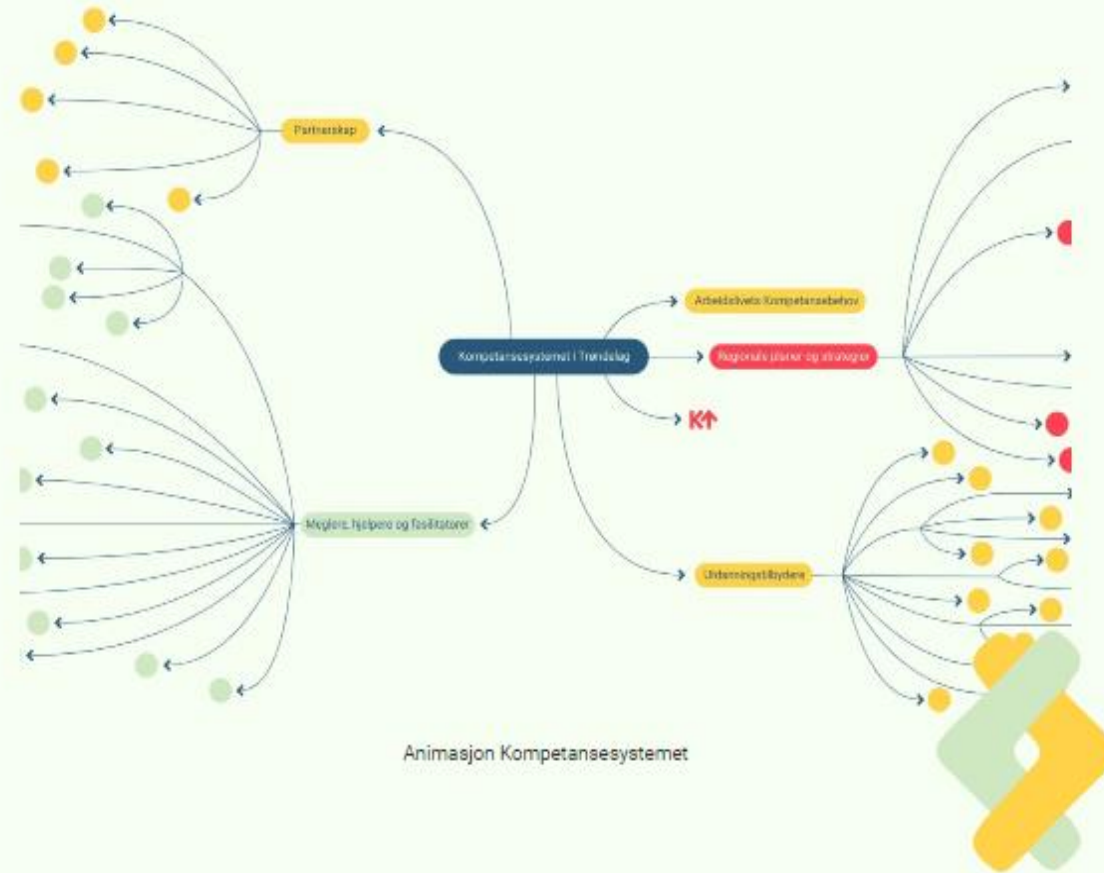 Partnerskap
Arbeidslivets Kompetansebehov
Kompetansesystemet i Trøndelag
Regionale planer og strategier
K↑
Meglere, hjelpere og fasilitatorer
Utdanningstilbydere
Animasjon Kompetansesystemet